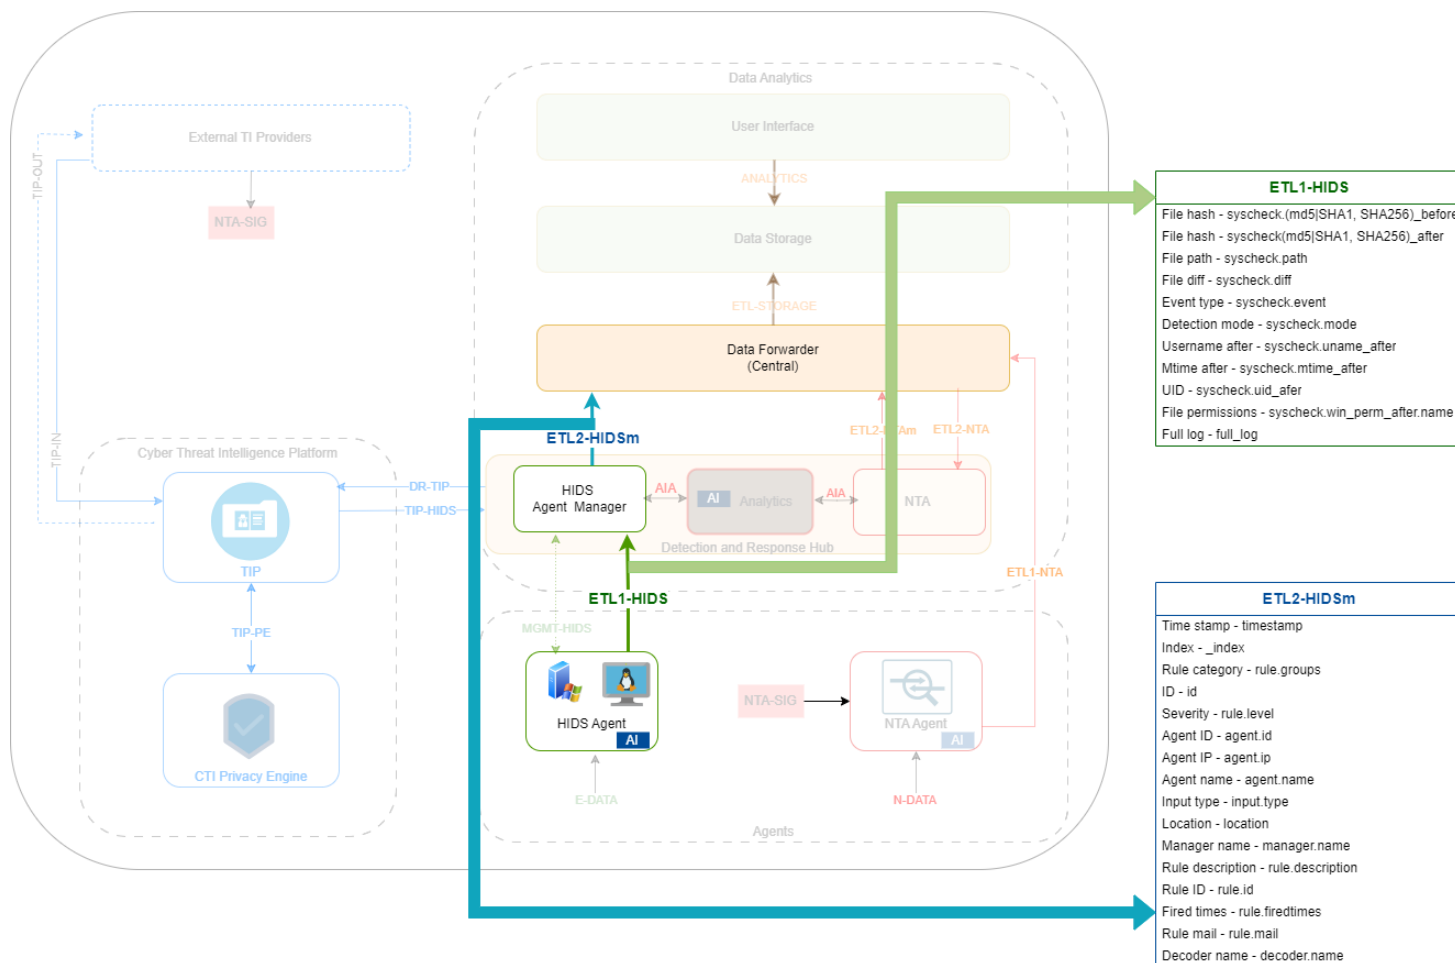 Data Analytics
User Interface
External TI Providers
TIP-OUT
ANALYTICS
NTA-SIG
Data Storage
ETL-STORAGE
Data Forwarder
(Central)
ETL2-HIDSm
ETL2-NTAm
ETL2-NTA
TIP-IN
Cyber Threat Intelligence Platform
DR-TIP
TIP-HIDS
HIDS
Agent Manager
AIA
AI
Analytics
AIA
NTA
Detection and Response Hub
TIP
ETL1-NTA
ETL1-HIDS
MGMT-HIDS
TIP-PE
NTA-SIG
HIDS Agent
AI
NTA Agent
AI
CTI Privacy Engine
E-DATA
N-DATA
Agents
ETL1-HIDS
File hash - syscheck.(md5|SHA1, SHA256)_before
File hash - syscheck(md5|SHA1, SHA256)_after
File path - syscheck.path
File diff - syscheck.diff
Event type - syscheck.event
Detection mode - syscheck.mode
Username after - syscheck.uname_after
Mtime after - syscheck.mtime_after
UID - syscheck.uid_afer
File permissions - syscheck.win_perm_after.name
Full log - full_log
ETL2-HIDSm
Time stamp - timestamp
Index - _index
Rule category - rule.groups
ID - id
Severity - rule.level
Agent ID - agent.id
Agent IP - agent.ip
Agent name - agent.name
Input type - input.type
Location - location
Manager name - manager.name
Rule description - rule.description
Rule ID - rule.id
Fired times - rule.firedtimes
Rule mail - rule.mail
Decoder name - decoder.name